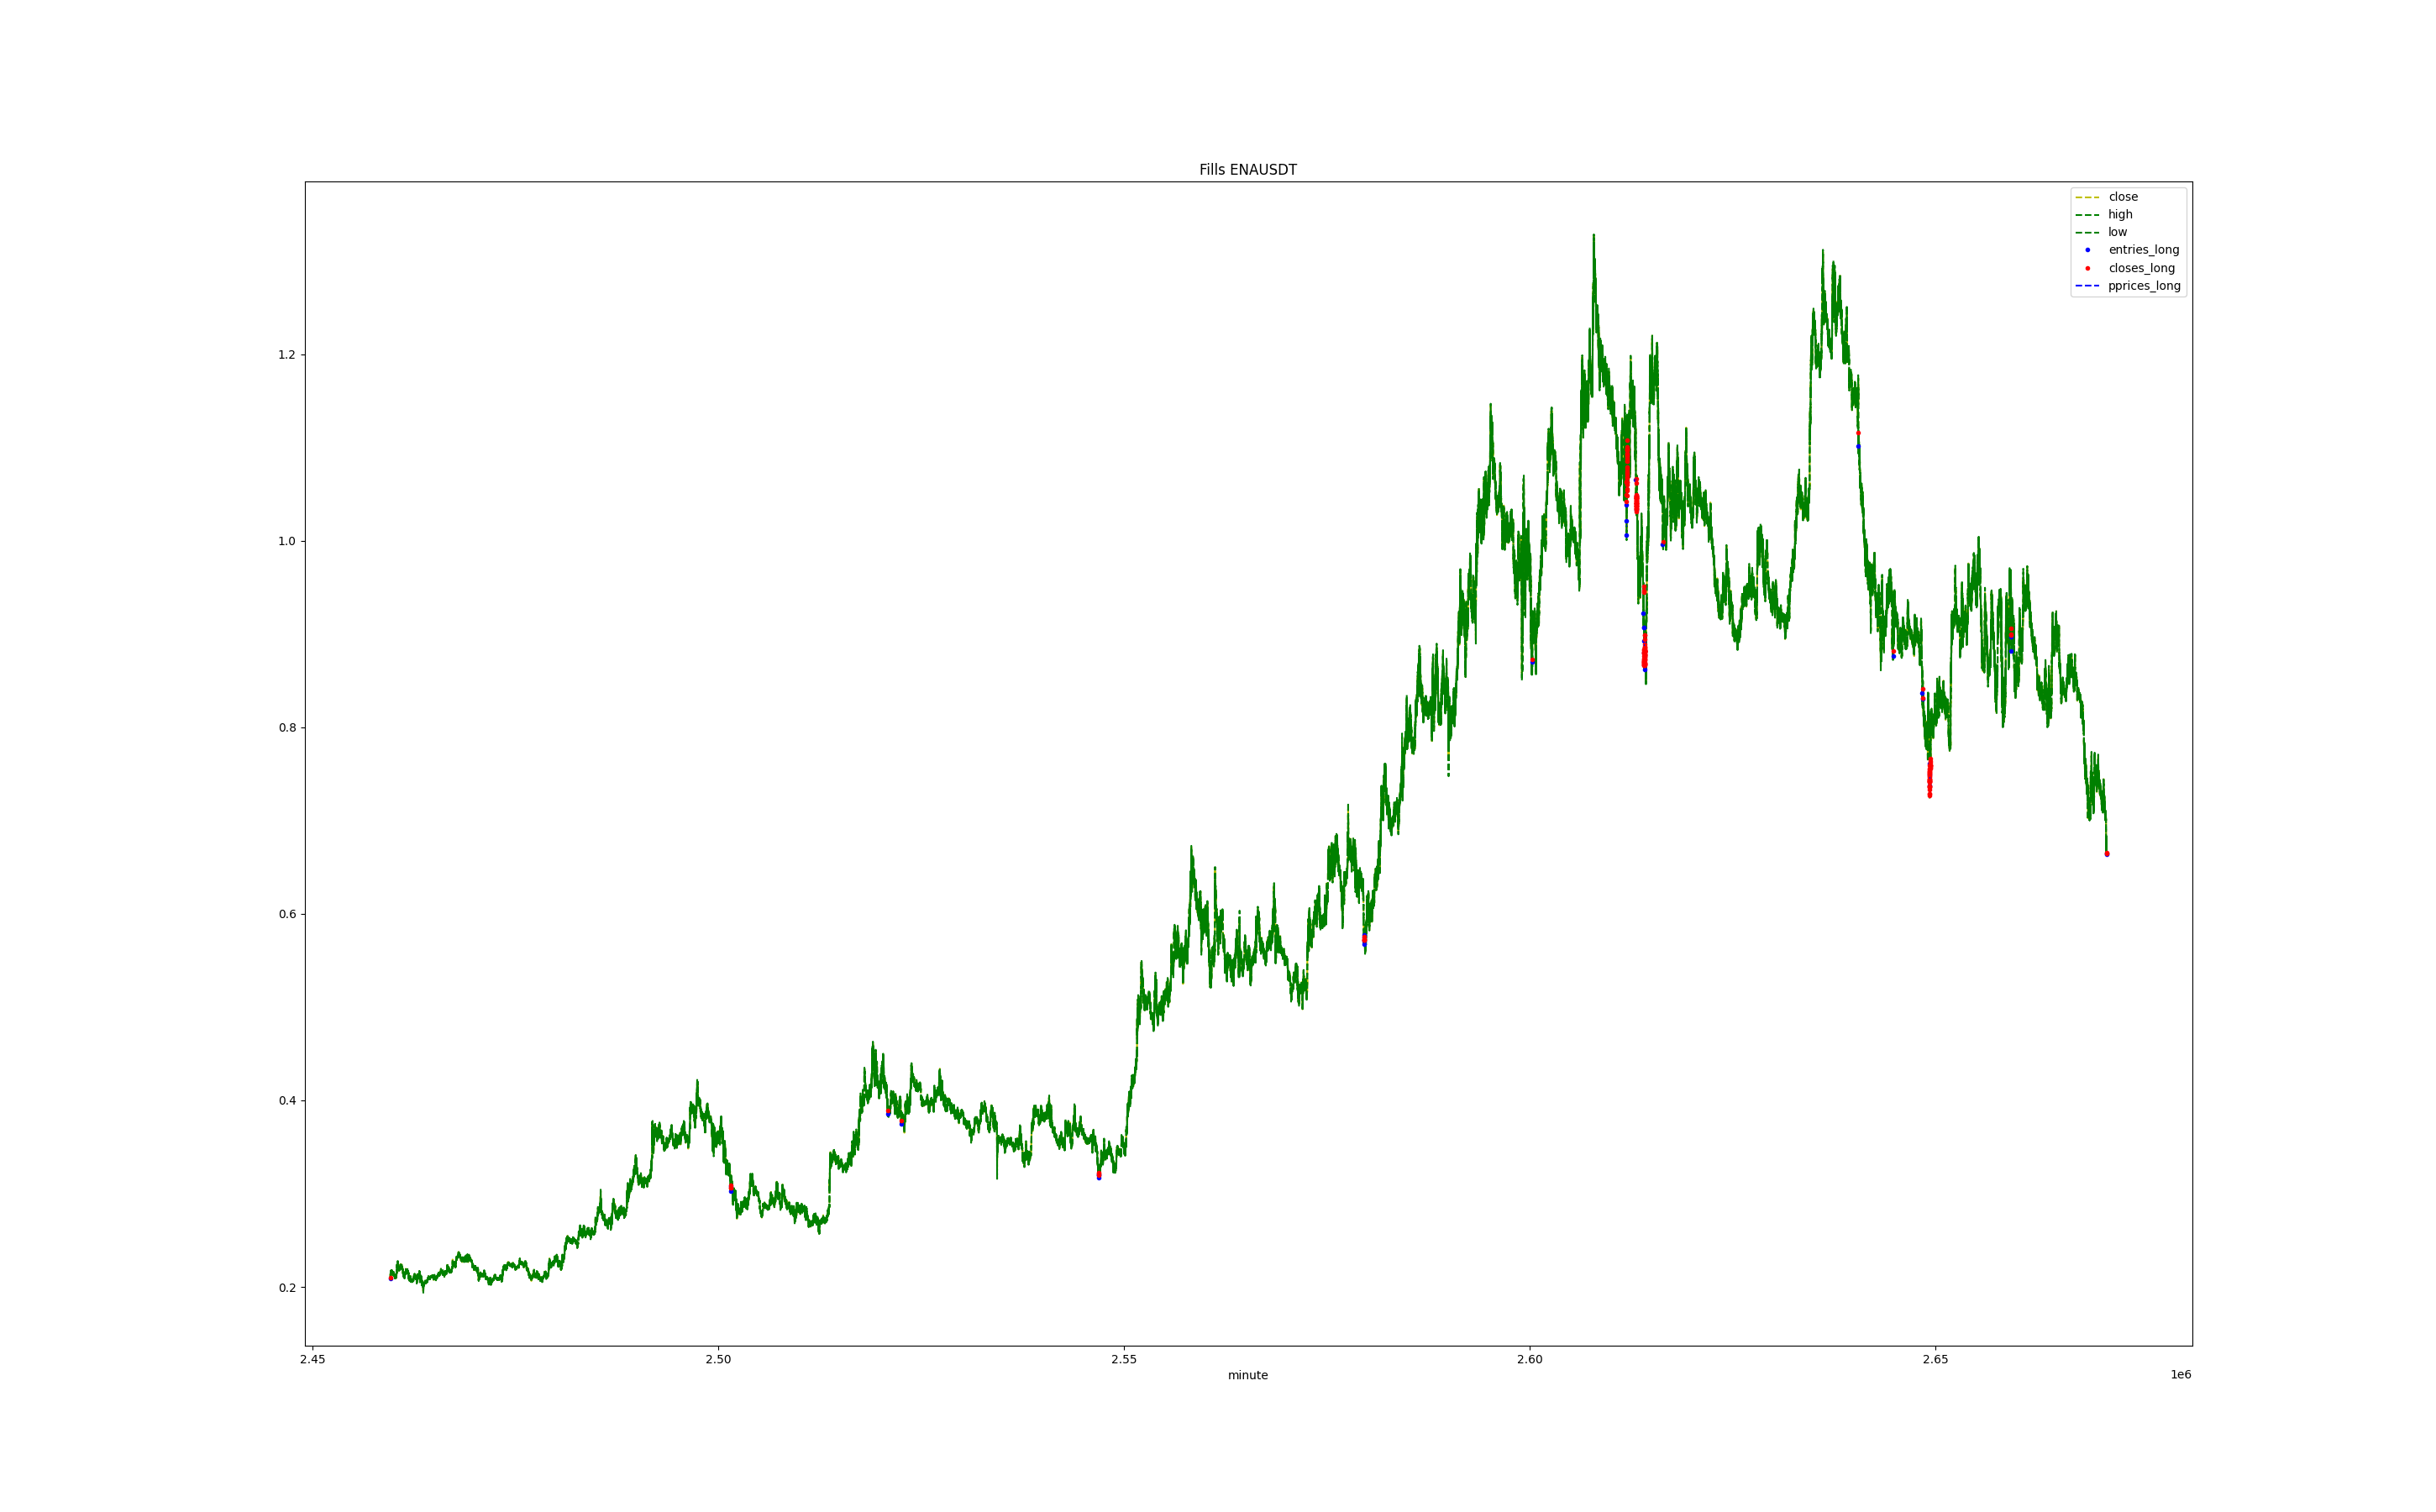 Fills ENAUSDT
close
high
low
entries_long
closes_long
pprices_long
1.2
1.0
0.8
0.6
0.4
0.2
2.45 2.50 2.55 2.60 2.65
minute
1e6